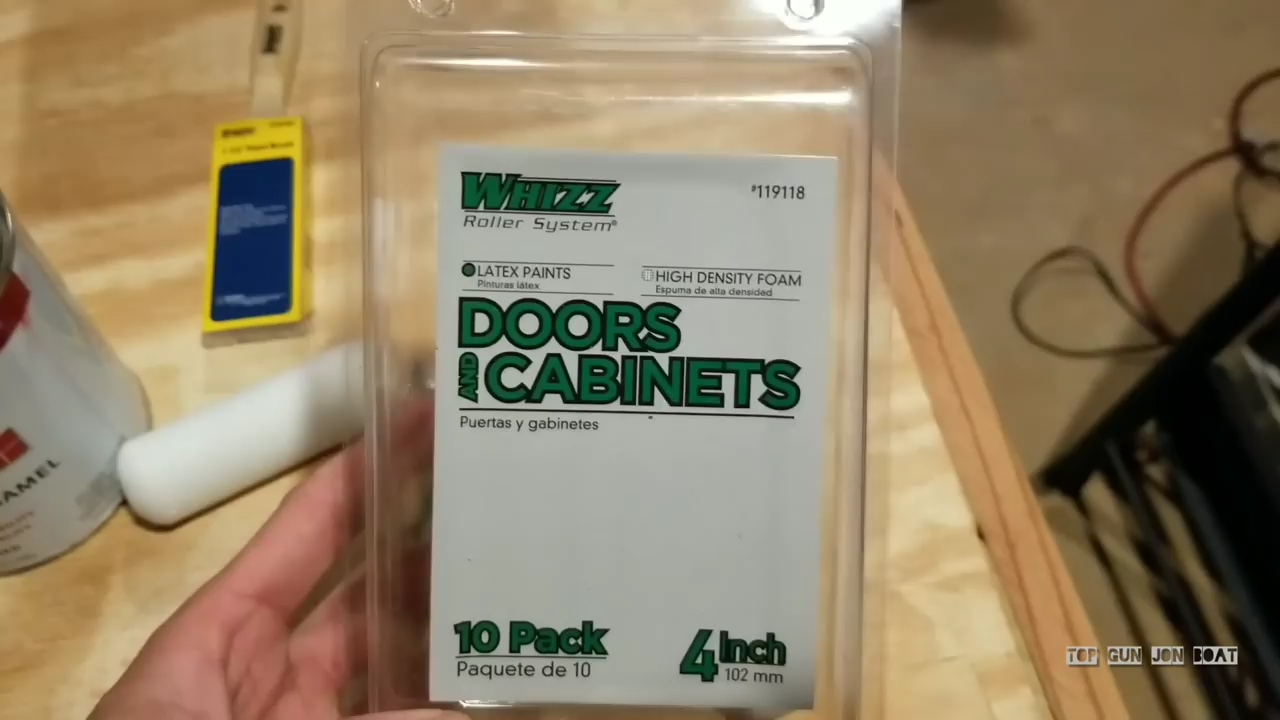 WHIZZ
Roller System®
#119118
LATEX PAINTS
Pinturas látex
HIGH DENSITY FOAM
Espuma de alta densidad
DOORS
AND CABINETS
Puertas y gabinetes
10 Pack
Paquete de 10
4 Inch
102 mm
TOP GUN JON BOAT